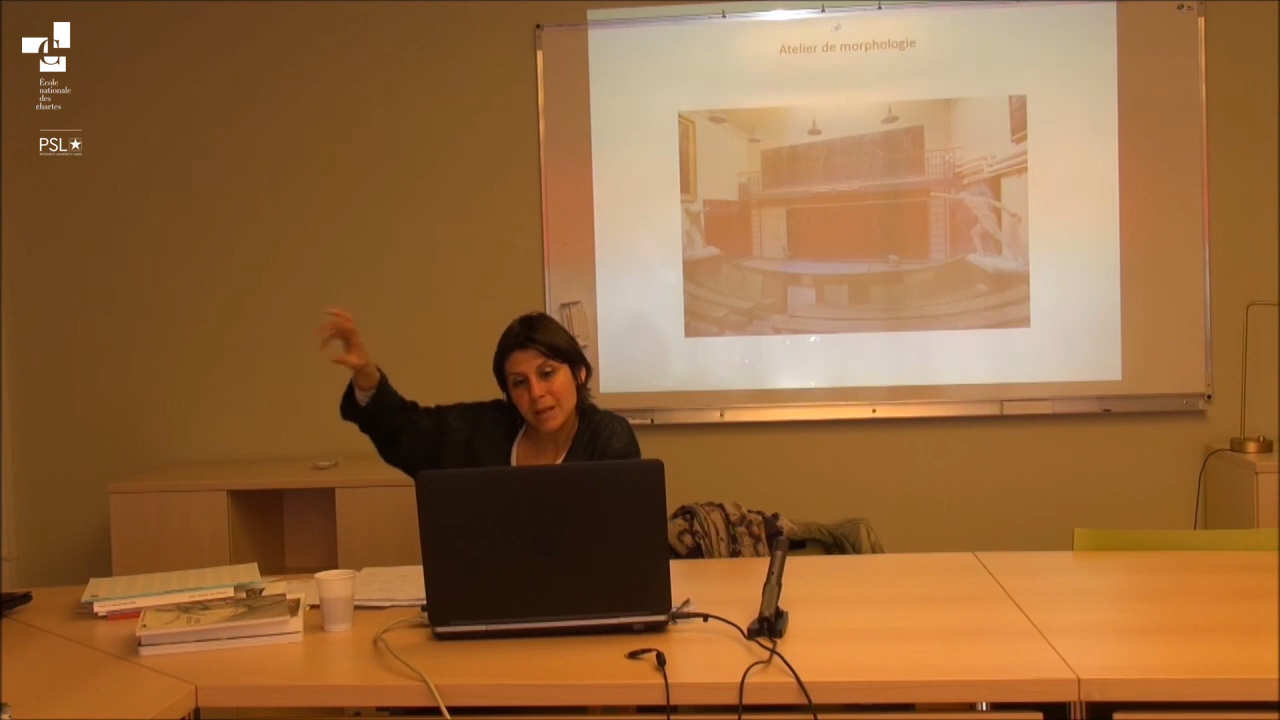 École
nationale
des
chartes
PSL
Atelier de morphologie